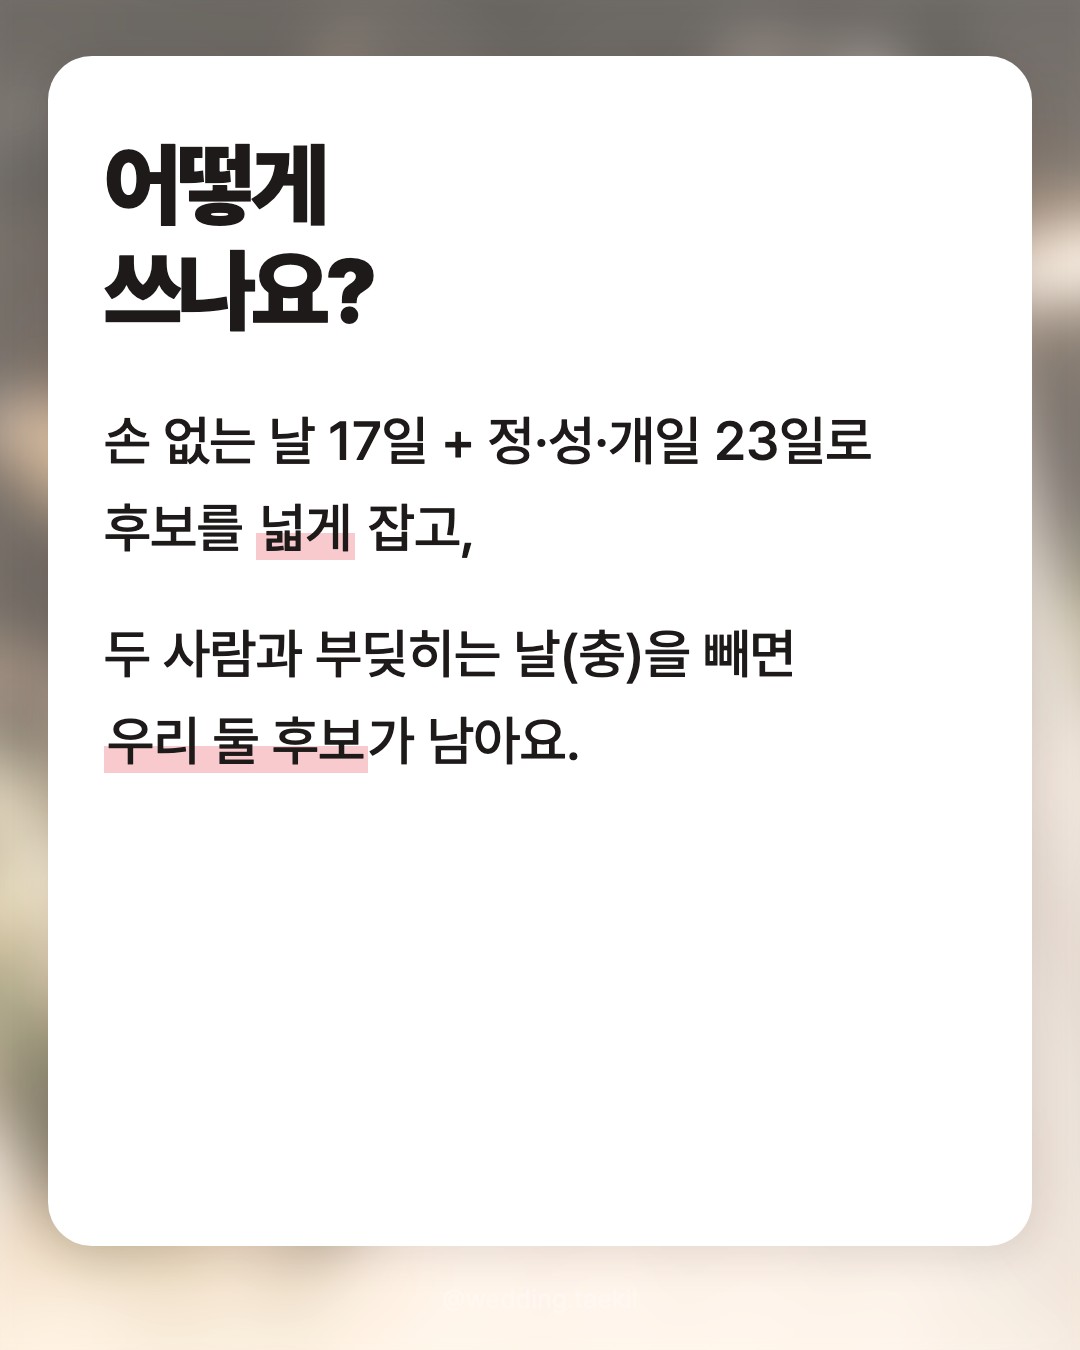 어떻게
쓰나요?
손 없는 날 17일 + 정·성·개일 23일로
후보를 넓게 잡고,
두 사람과 부딪히는 날(충)을 빼면
우리 둘 후보가 남아요.